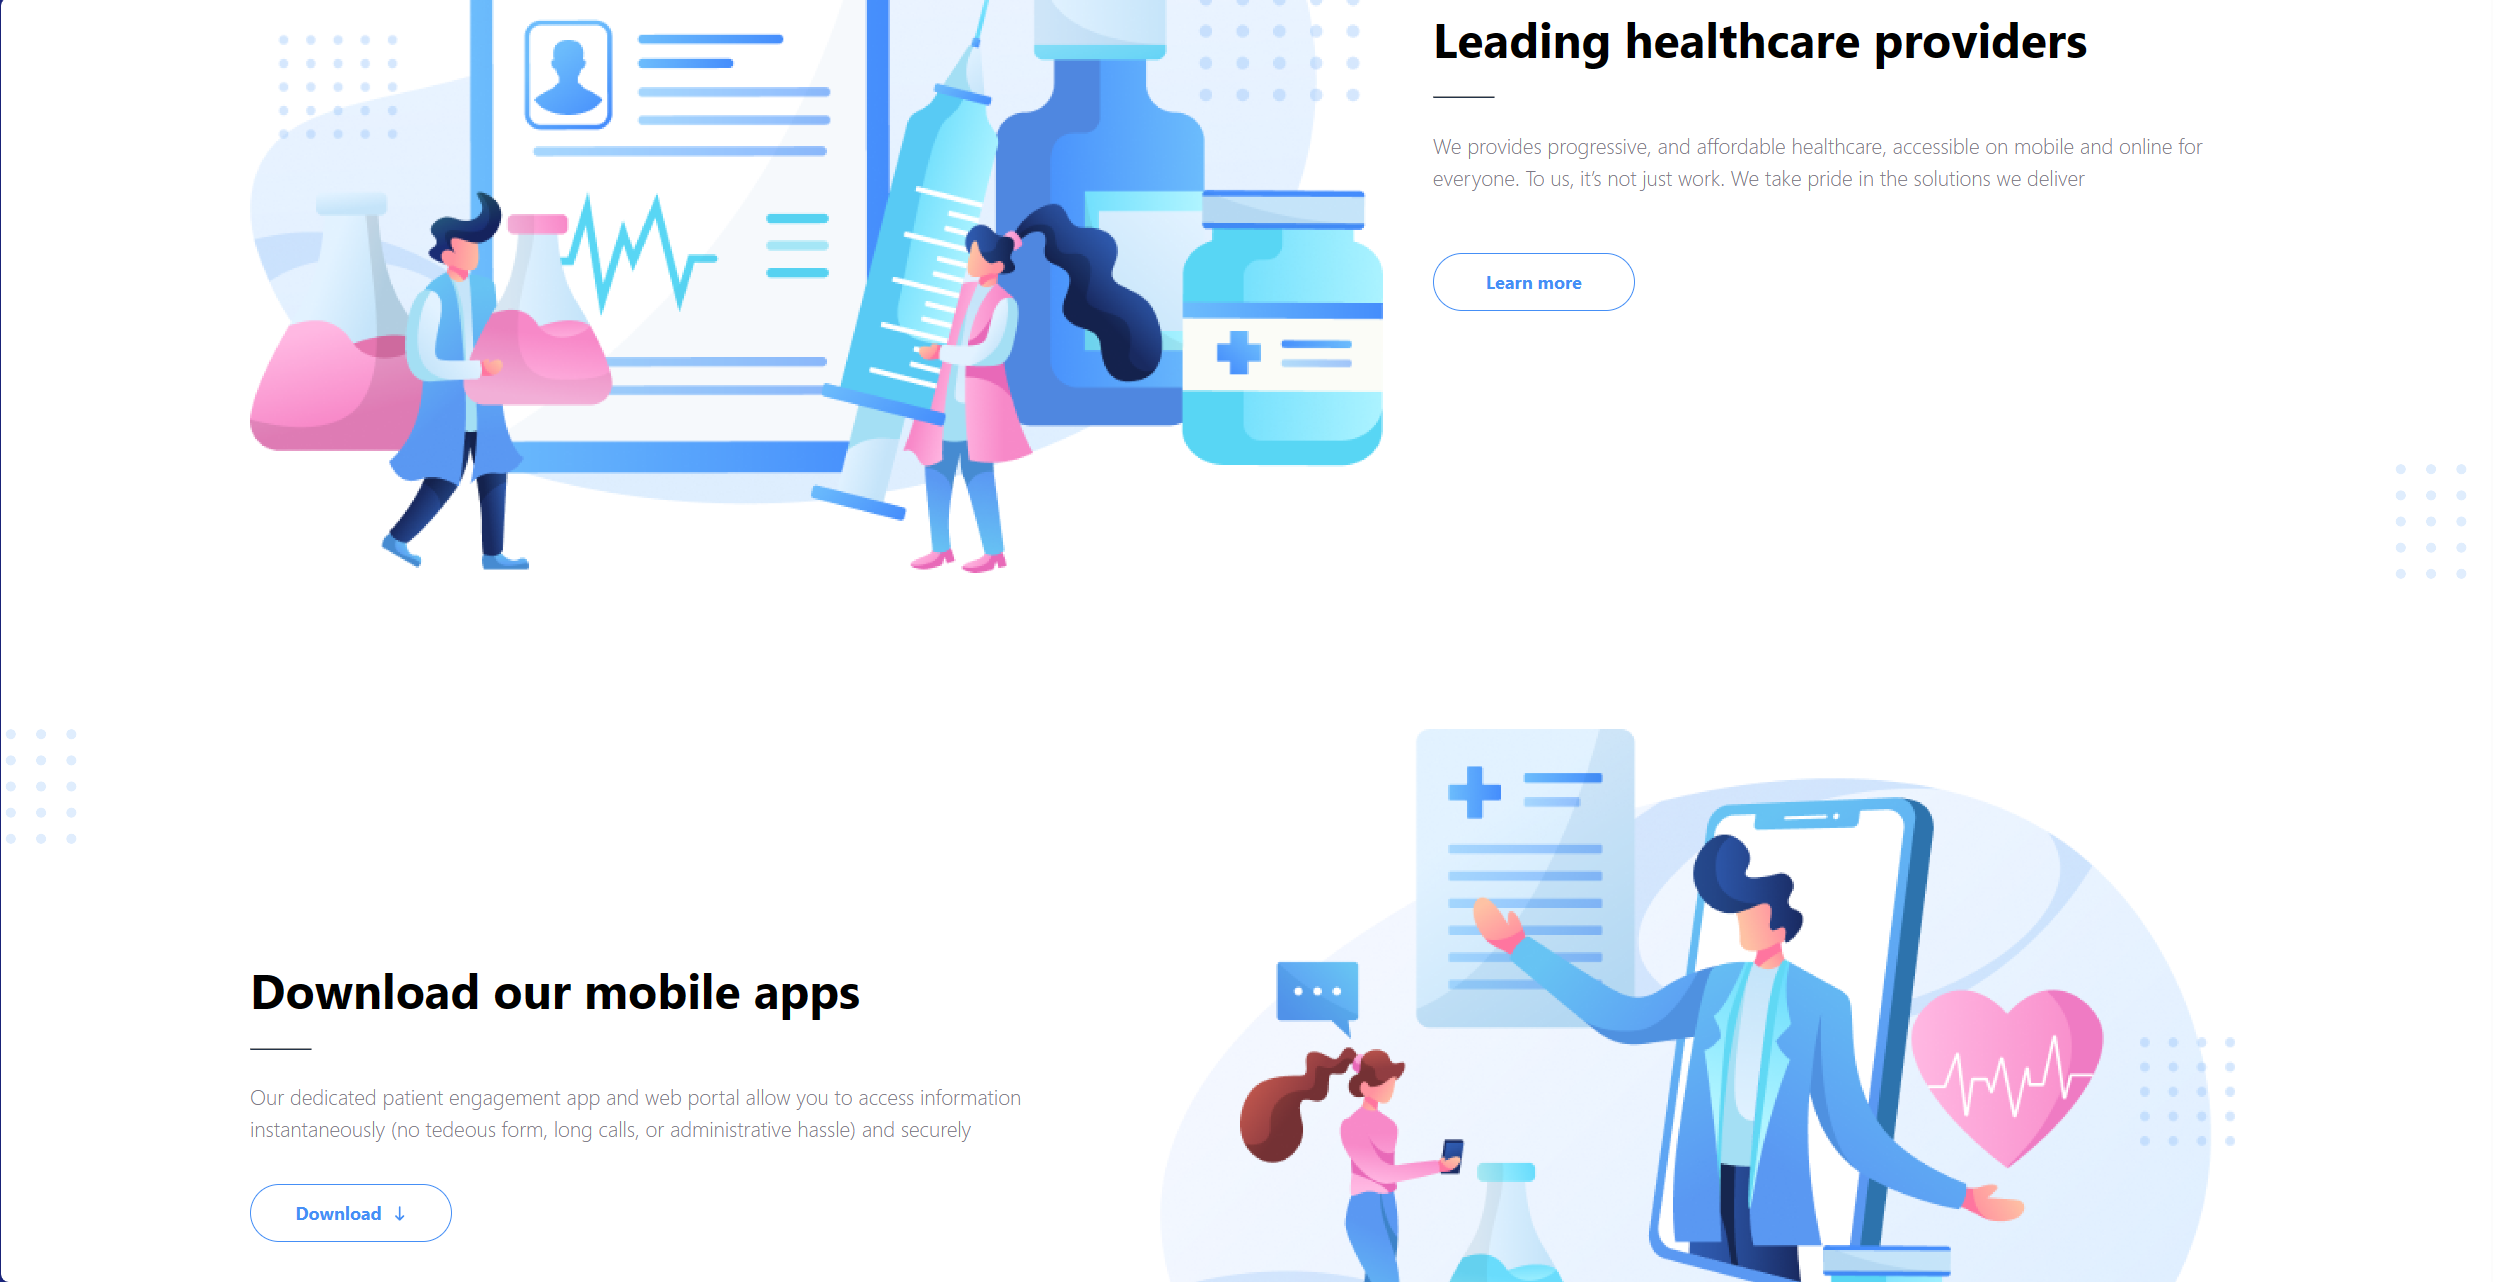 Leading healthcare providers
We provides progressive, and affordable healthcare, accessible on mobile and online for
everyone. To us, it’s not just work. We take pride in the solutions we deliver
Learn more
Download our mobile apps
Our dedicated patient engagement app and web portal allow you to access information
instantaneously (no tedeous form, long calls, or administrative hassle) and securely
Download ↓